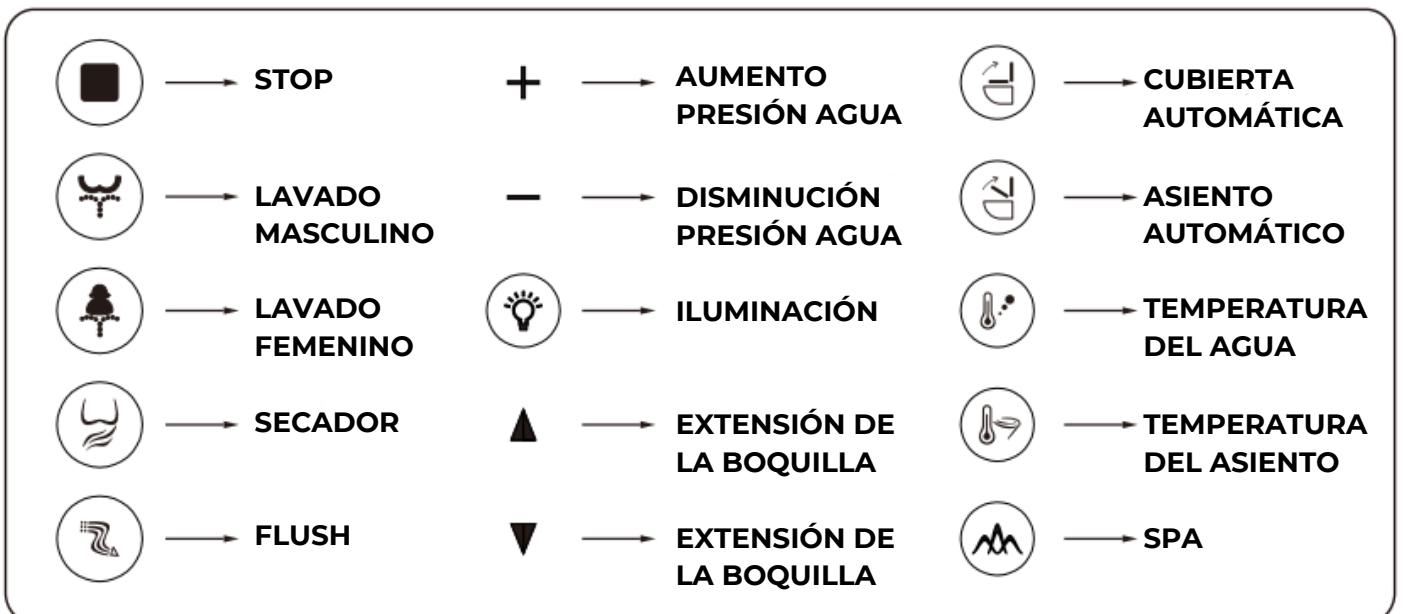 STOP
LAVADO
MASCULINO
LAVADO
FEMENINO
SECADOR
FLUSH
+
AUMENTO
PRESIÓN AGUA
−
DISMINUCIÓN
PRESIÓN AGUA
ILUMINACIÓN
EXTENSIÓN DE
LA BOQUILLA
EXTENSIÓN DE
LA BOQUILLA
CUBIERTA
AUTOMÁTICA
ASIENTO
AUTOMÁTICO
TEMPERATURA
DEL AGUA
TEMPERATURA
DEL ASIENTO
SPA